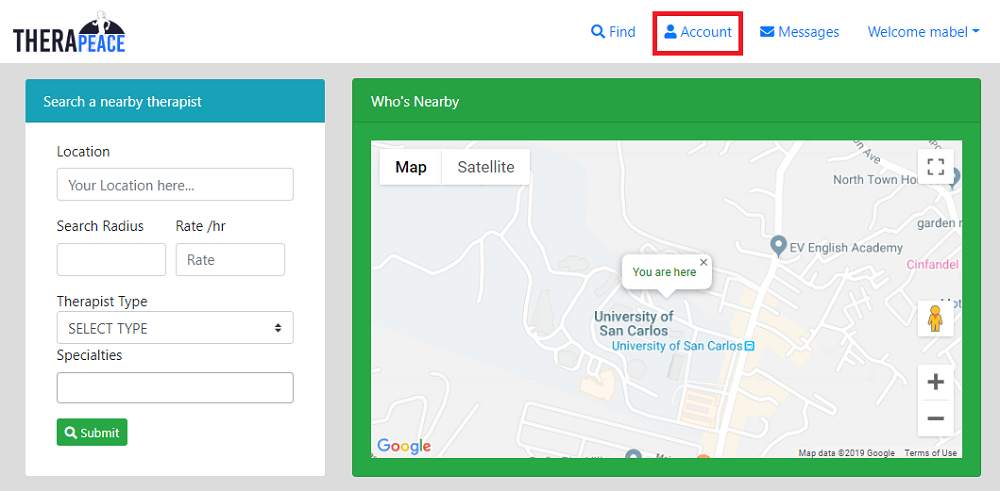 THERAPEACE
Find
Account
Messages
Welcome mabel
Search a nearby therapist
Location
Your Location here...
Search Radius
Rate /hr
Rate
Therapist Type
SELECT TYPE
Specialties
Submit
Who's Nearby
Map
Satellite
on Ave
North Town Ho
garden
EV English Academy
Cinfandel
You are here
University of
San Carlos
University of San Carlos
Google
Map data ©2019 Google
Terms of Use